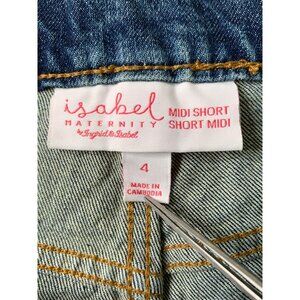 isabel
MATERNITY
by Ingrid & Isabel
MIDI SHORT
SHORT MIDI
4
MADE IN
CAMBODIA